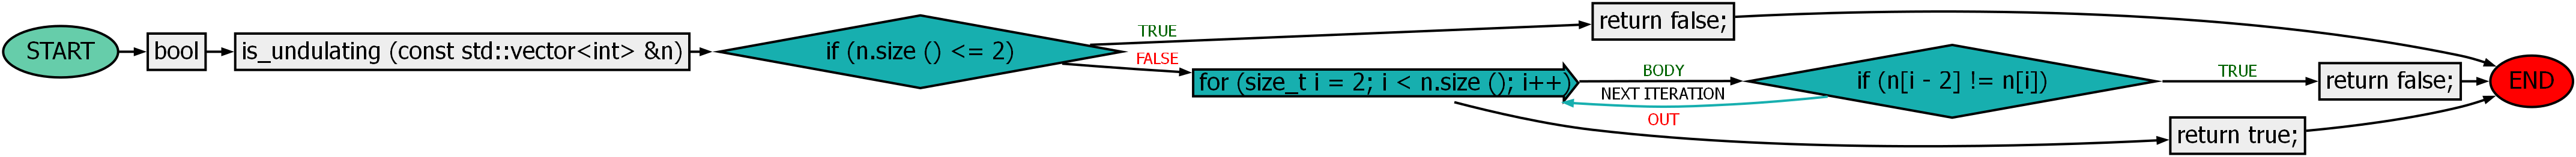 START
bool
is_undulating (const std::vector<int> &n)
if (n.size () <= 2)
TRUE
return false;
FALSE
for (size_t i = 2; i < n.size (); i++)
BODY
NEXT ITERATION
if (n[i - 2] != n[i])
TRUE
return false;
OUT
return true;
END